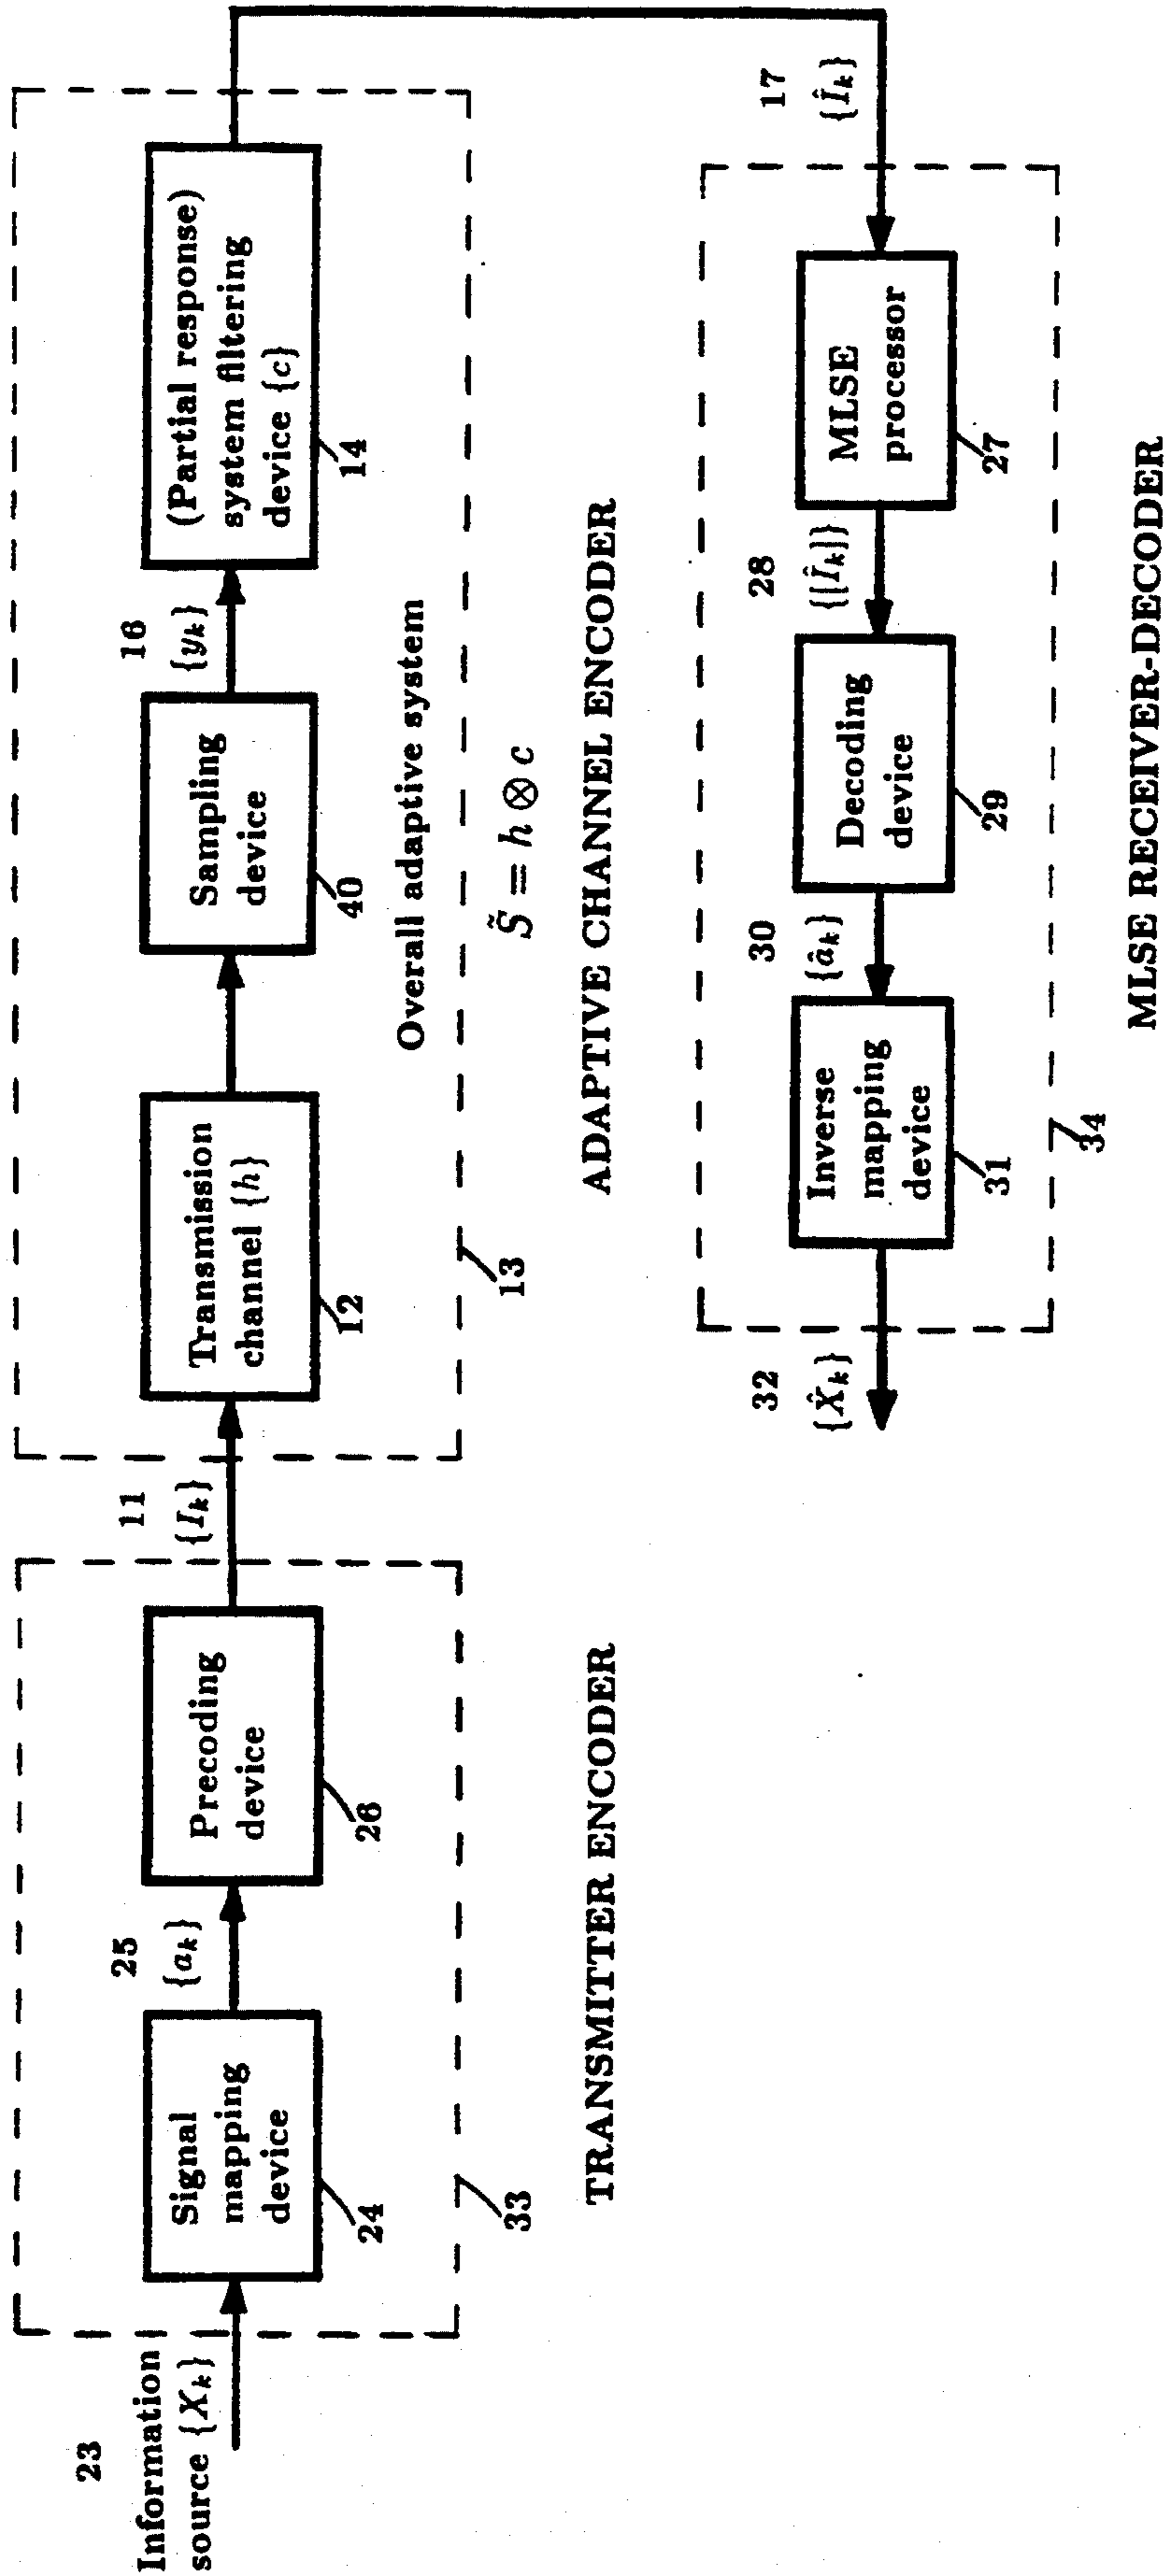 23
Information
source {X_k}
Signal
mapping
device
24
25
{a_k}
Precoding
device
26
33
TRANSMITTER ENCODER
11
{I_k}
Transmission
channel {h}
12
Sampling
device
40
16
{y_k}
(Partial response)
system filtering
device {c}
14
Overall adaptive system
13
S̃ = h ⊗ c
ADAPTIVE CHANNEL ENCODER
17
{Î_k}
MLSE
processor
27
28
{[Î_k]}
Decoding
device
29
30
{â_k}
Inverse
mapping
device
31
34
32
{X̂_k}
MLSE RECEIVER-DECODER